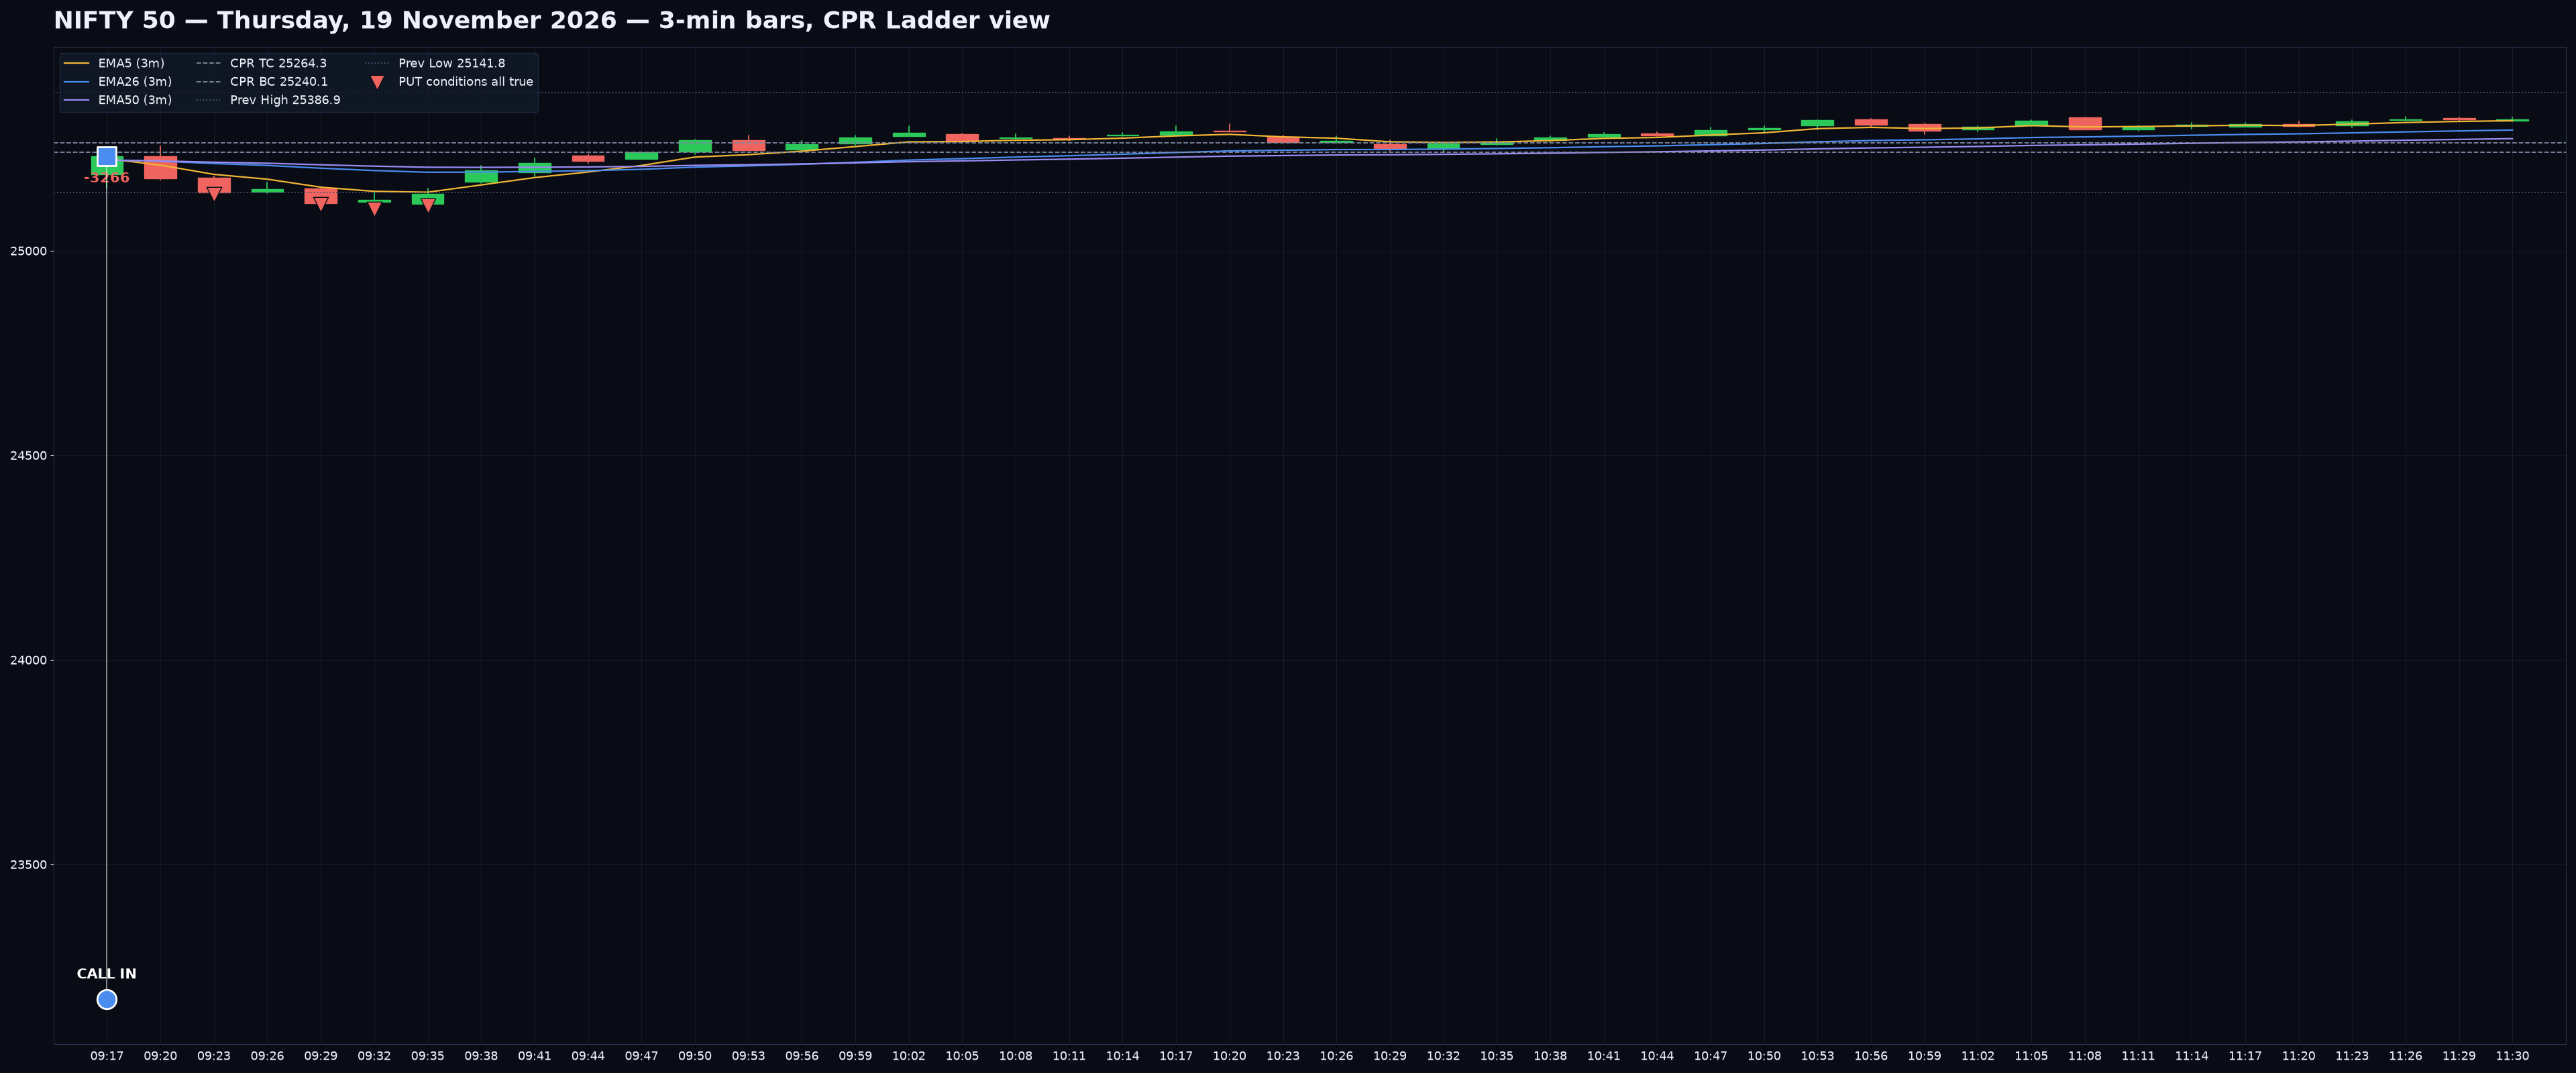 NIFTY 50 — Thursday, 19 November 2026 — 3-min bars, CPR Ladder view
EMA5 (3m)
EMA26 (3m)
EMA50 (3m)
CPR TC 25264.3
CPR BC 25240.1
Prev High 25386.9
Prev Low 25141.8
PUT conditions all true
-3266
25000
24500
24000
23500
CALL IN
09:17 09:20 09:23 09:26 09:29 09:32 09:35 09:38 09:41 09:44 09:47 09:50 09:53 09:56 09:59 10:02 10:05 10:08 10:11 10:14 10:17 10:20 10:23 10:26 10:29 10:32 10:35 10:38 10:41 10:44 10:47 10:50 10:53 10:56 10:59 11:02 11:05 11:08 11:11 11:14 11:17 11:20 11:23 11:26 11:29 11:30